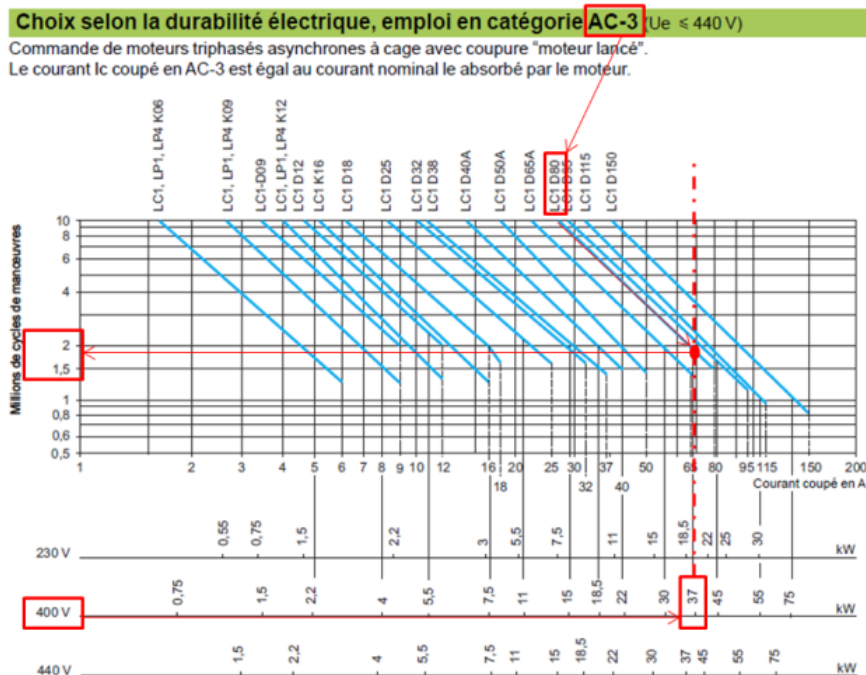 Choix selon la durabilité électrique, emploi en catégorie AC-3 (Ue ≤ 440 V)
Commande de moteurs triphasés asynchrones à cage avec coupure “moteur lancé”.
Le courant Ic coupé en AC-3 est égal au courant nominal le absorbé par le moteur.
LC1, LP1, LP4 K06
LC1, LP1, LP4 K09
LC1-D09
LC1, LP1, LP4 K12
LC1 D12
LC1 K16
LC1 D18
LC1 D25
LC1 D32
LC1 D38
LC1 D40A
LC1 D50A
LC1 D65A
LC1 D80
LC1 D95
LC1 D115
LC1 D150
Millions de cycles de manœuvres
10
8
6
4
2
1,5
1
0,8
0,6
0,5
1 2 3 4 5 6 7 8 9 10 12 16 20 25 30 37 50 65 80 95 115 150 200
18 32 40
Courant coupé en A
230 V 0,55 0,75 1,5 2,2 3 5,5 7,5 11 15 18,5 22 25 30 kW
400 V 0,75 1,5 2,2 4 5,5 7,5 11 15 18,5 22 30 37 45 55 75 kW
440 V 1,5 2,2 4 5,5 7,5 11 15 18,5 22 30 37 45 55 75 kW